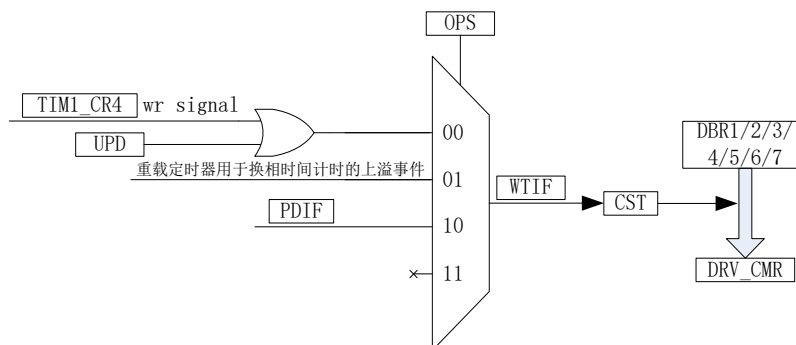 OPS
TIM1_CR4 wr signal
UPD
00
重载定时器用于换相时间计时的上溢事件
01
PDIF
10
11
WTIF
CST
DBR1/2/3/
4/5/6/7
DRV_CMR